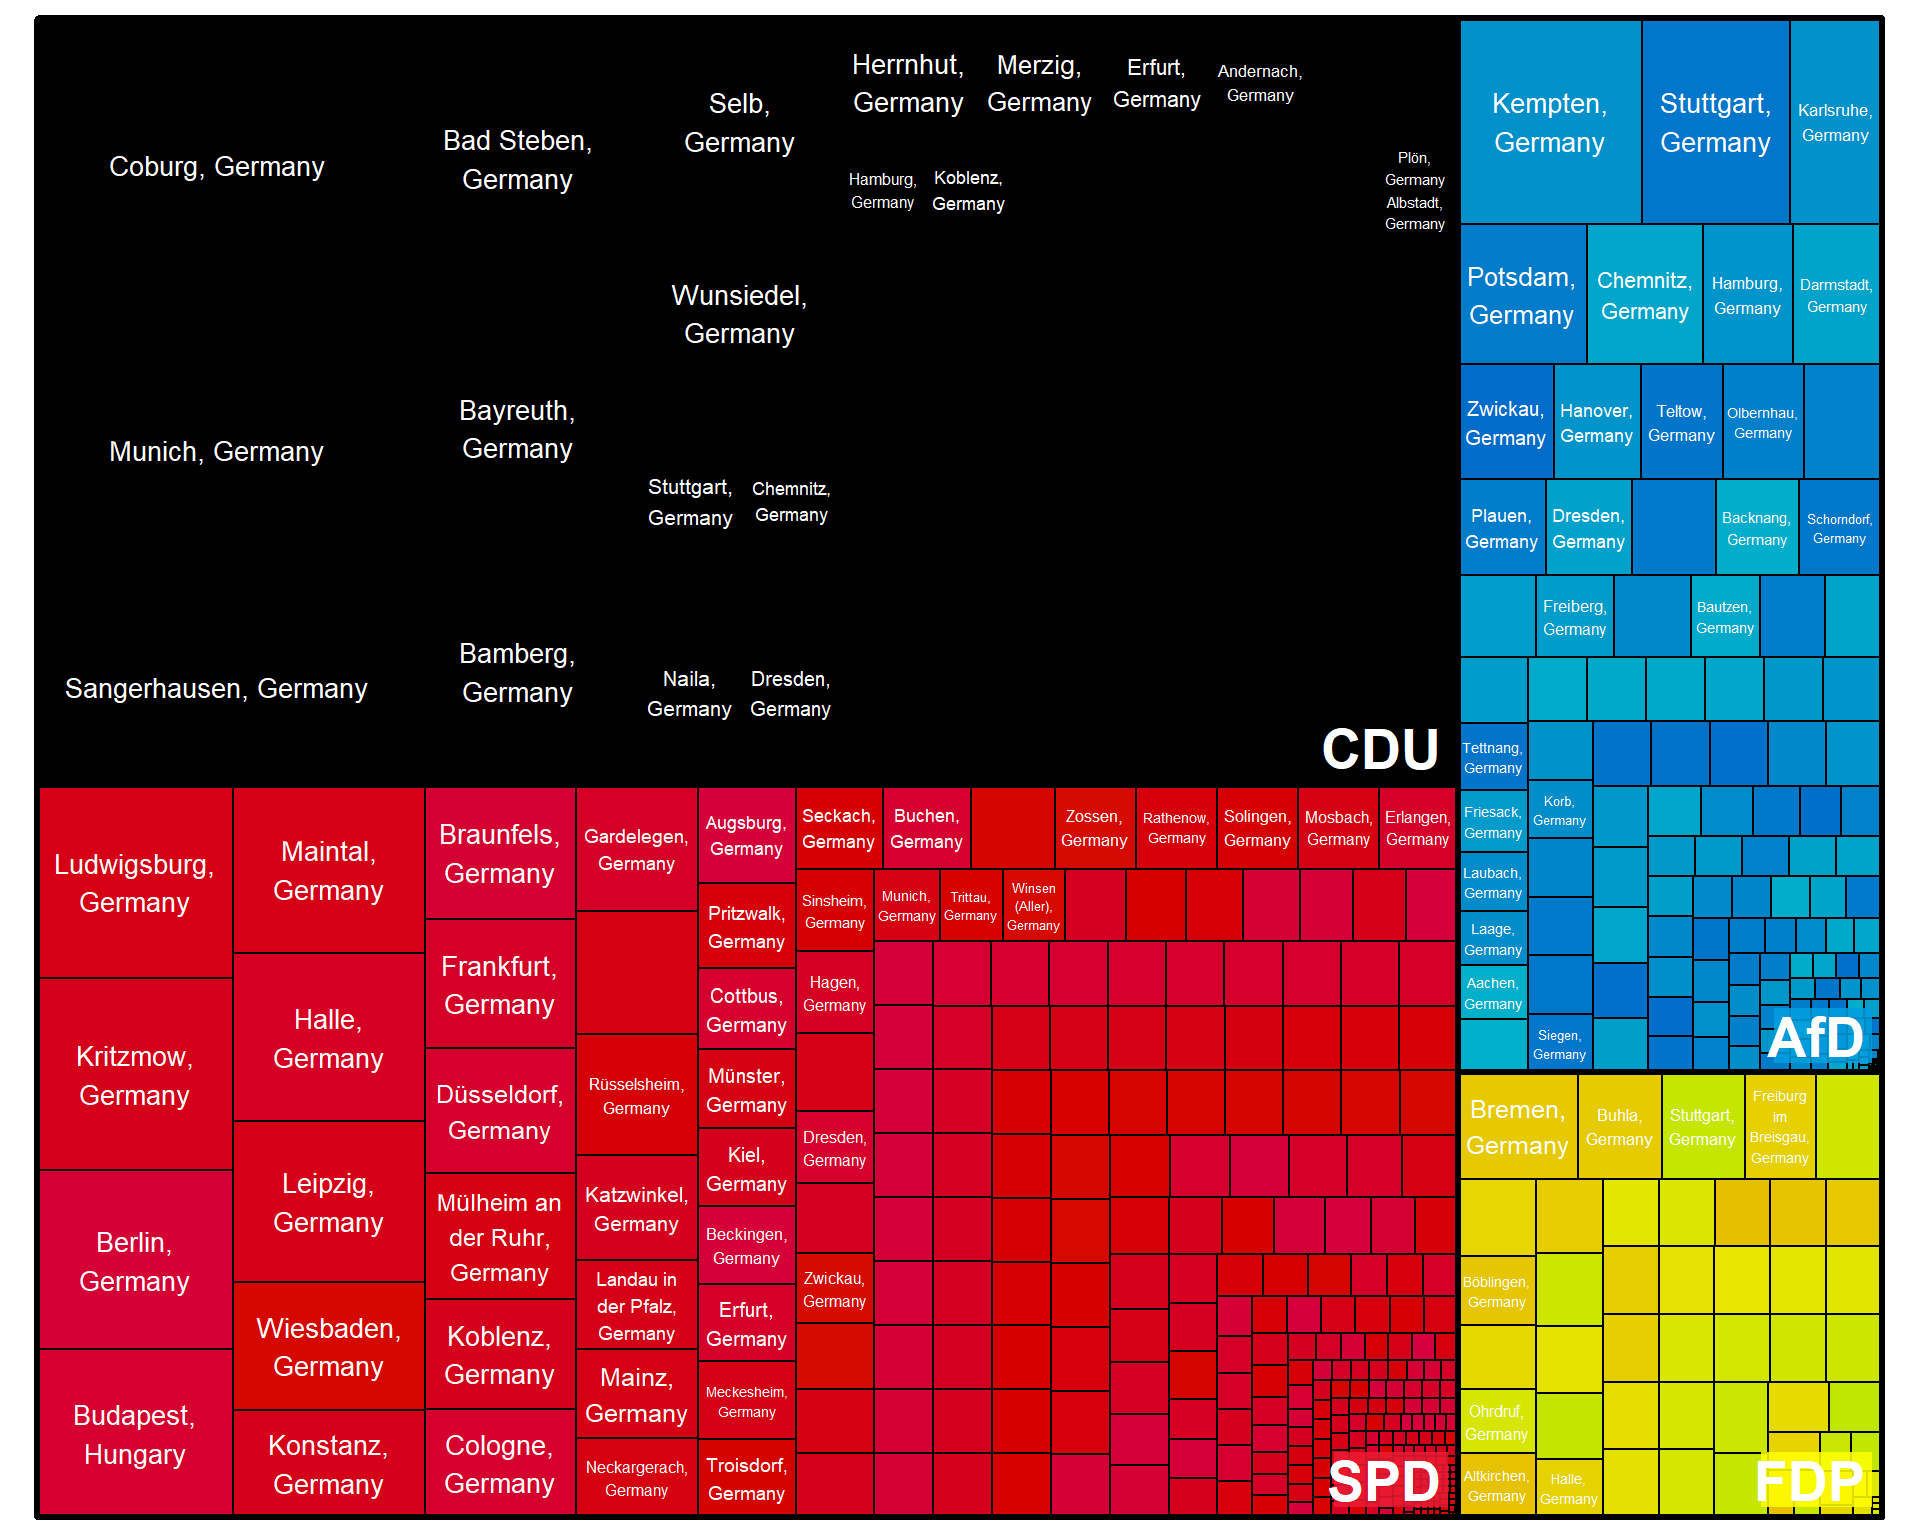 Coburg, Germany
Munich, Germany
Sangerhausen, Germany
Bad Steben,
Germany
Bayreuth,
Germany
Bamberg,
Germany
Selb,
Germany
Wunsiedel,
Germany
Stuttgart,
Germany
Chemnitz,
Germany
Naila,
Germany
Dresden,
Germany
Herrnhut,
Germany
Merzig,
Germany
Erfurt,
Germany
Andernach,
Germany
Hamburg,
Germany
Koblenz,
Germany
Plön,
Germany
Albstadt,
Germany
CDU
Ludwigsburg,
Germany
Kritzmow,
Germany
Berlin,
Germany
Budapest,
Hungary
Maintal,
Germany
Halle,
Germany
Leipzig,
Germany
Wiesbaden,
Germany
Konstanz,
Germany
Braunfels,
Germany
Frankfurt,
Germany
Düsseldorf,
Germany
Mülheim an
der Ruhr,
Germany
Koblenz,
Germany
Cologne,
Germany
Gardelegen,
Germany
Rüsselsheim,
Germany
Katzwinkel,
Germany
Landau in
der Pfalz,
Germany
Mainz,
Germany
Neckargerach,
Germany
Augsburg,
Germany
Pritzwalk,
Germany
Cottbus,
Germany
Münster,
Germany
Kiel,
Germany
Beckingen,
Germany
Erfurt,
Germany
Meckesheim,
Germany
Troisdorf,
Germany
Seckach,
Germany
Buchen,
Germany
Zossen,
Germany
Rathenow,
Germany
Solingen,
Germany
Mosbach,
Germany
Erlangen,
Germany
Sinsheim,
Germany
Munich,
Germany
Trittau,
Germany
Winsen
(Aller),
Germany
Hagen,
Germany
Dresden,
Germany
Zwickau,
Germany
SPD
Kempten,
Germany
Stuttgart,
Germany
Karlsruhe,
Germany
Potsdam,
Germany
Chemnitz,
Germany
Hamburg,
Germany
Darmstadt,
Germany
Zwickau,
Germany
Hanover,
Germany
Teltow,
Germany
Olbernhau,
Germany
Plauen,
Germany
Dresden,
Germany
Backnang,
Germany
Schorndorf,
Germany
Freiberg,
Germany
Bautzen,
Germany
Tettnang,
Germany
Friesack,
Germany
Korb,
Germany
Laubach,
Germany
Laage,
Germany
Aachen,
Germany
Siegen,
Germany
AfD
Bremen,
Germany
Buhla,
Germany
Stuttgart,
Germany
Freiburg
im
Breisgau,
Germany
Böblingen,
Germany
Ohrdruf,
Germany
Altkirchen,
Germany
Halle,
Germany
FDP